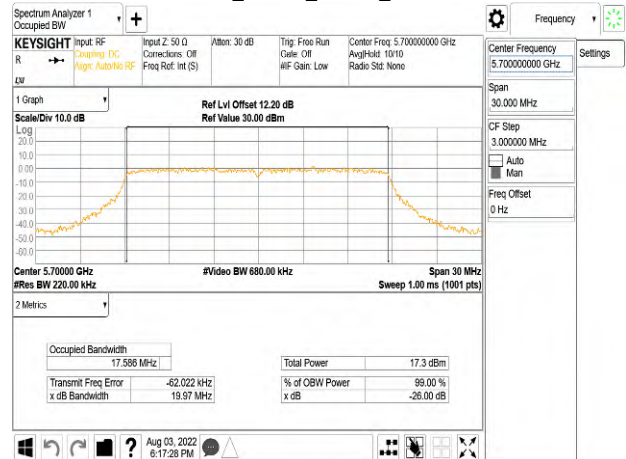 Spectrum Analyzer 1
Occupied BW
+
Frequency
KEYSIGHT
R
Input: RF
Coupling: DC
Align: Auto/No RF
Input Z: 50 Ω
Corrections: Off
Freq Ref: Int (S)
Atten: 30 dB
Trig: Free Run
Gate: Off
#IF Gain: Low
Center Freq: 5.700000000 GHz
Avg|Hold: 10/10
Radio Std: None
Center Frequency
5.700000000 GHz
Settings
Span
30.000 MHz
CF Step
3.000000 MHz
Auto
Man
Freq Offset
0 Hz
1 Graph
Scale/Div 10.0 dB
Ref Lvl Offset 12.20 dB
Ref Value 30.00 dBm
Log
20.0
10.0
0.00
-10.0
-20.0
-30.0
-40.0
-50.0
-60.0
Center 5.70000 GHz
#Res BW 220.00 kHz
#Video BW 680.00 kHz
Span 30 MHz
Sweep 1.00 ms (1001 pts)
2 Metrics
Occupied Bandwidth
17.586 MHz
Transmit Freq Error -62.022 kHz
x dB Bandwidth 19.97 MHz
Total Power 17.3 dBm
% of OBW Power 99.00 %
x dB -26.00 dB
?
Aug 03, 2022
6:17:28 PM